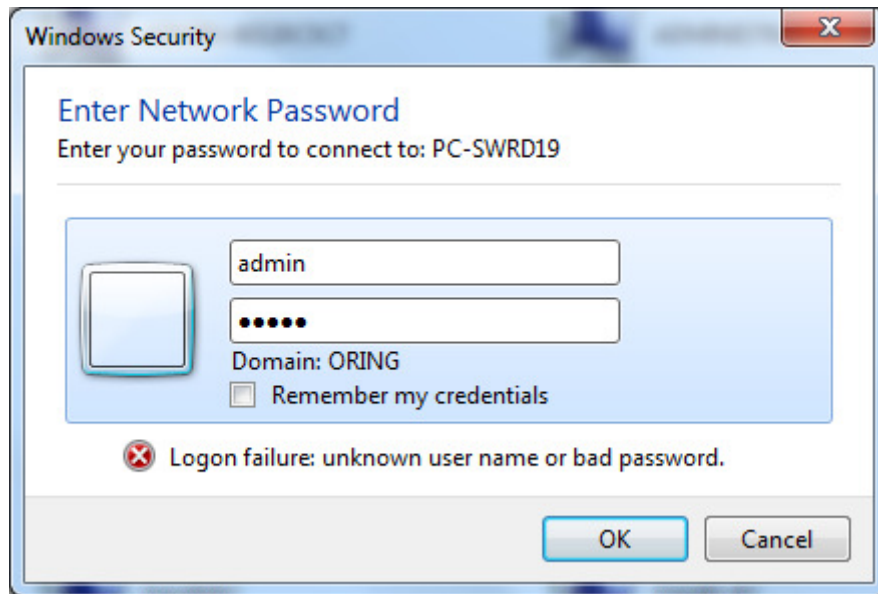 Windows Security
Enter Network Password
Enter your password to connect to: PC-SWRD19
admin
•••••
Domain: ORING
Remember my credentials
Logon failure: unknown user name or bad password.
OK
Cancel